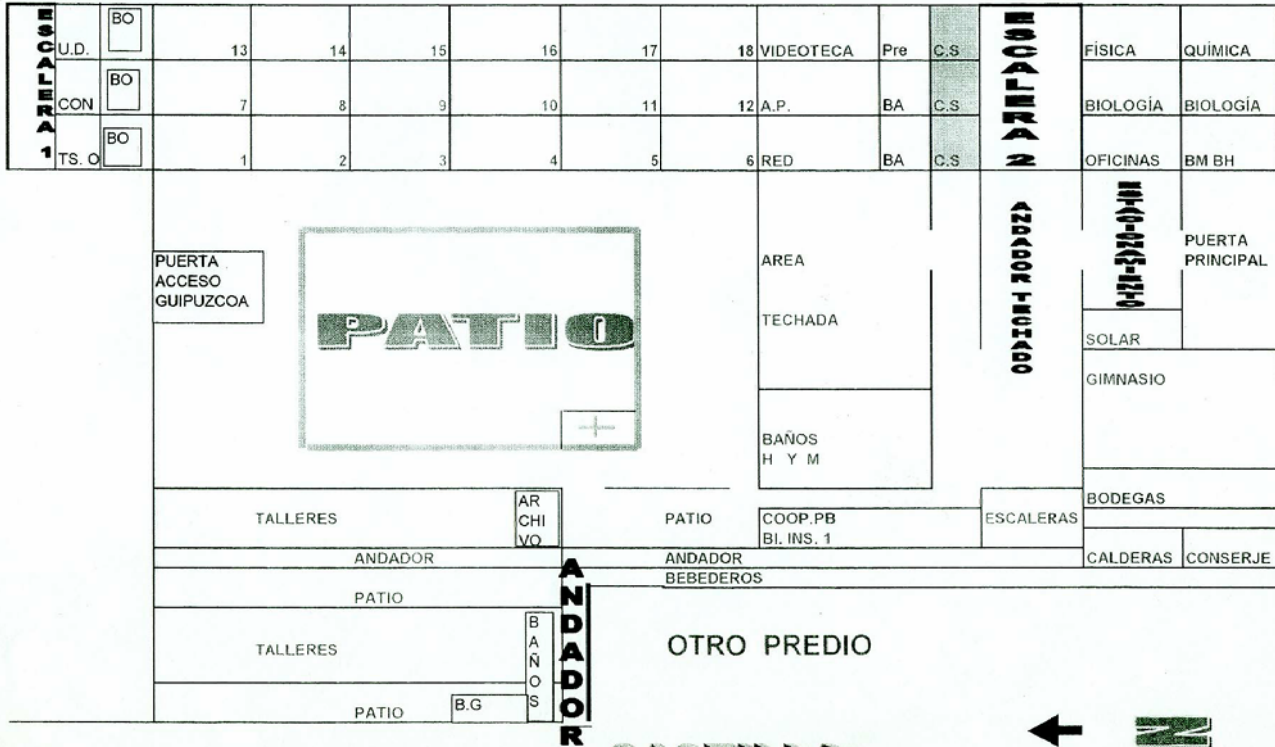 ESCALERA 1
U.D. BO 13 14 15 16 17 18 VIDEOTECA Pre C.S
ESCALERA 2
FÍSICA QUÍMICA
CON BO 7 8 9 10 11 12 A.P. BA C.S
BIOLOGÍA BIOLOGÍA
TS. O BO 1 2 3 4 5 6 RED BA C.S
OFICINAS BM BH
PUERTA
ACCESO
GUIPUZCOA
PATIO
AREA
TECHADA
ANDADOR TECHADO
PUERTA
PRINCIPAL
SOLAR
GIMNASIO
BAÑOS
H Y M
TALLERES
AR
CHI
VO
PATIO
COOP.PB
BI. INS. 1
ESCALERAS
BODEGAS
ANDADOR
ANDADOR
CALDERAS CONSERJE
BEBEDEROS
PATIO
ANDADOR
TALLERES
BAÑOS
OTRO PREDIO
PATIO
B.G
N